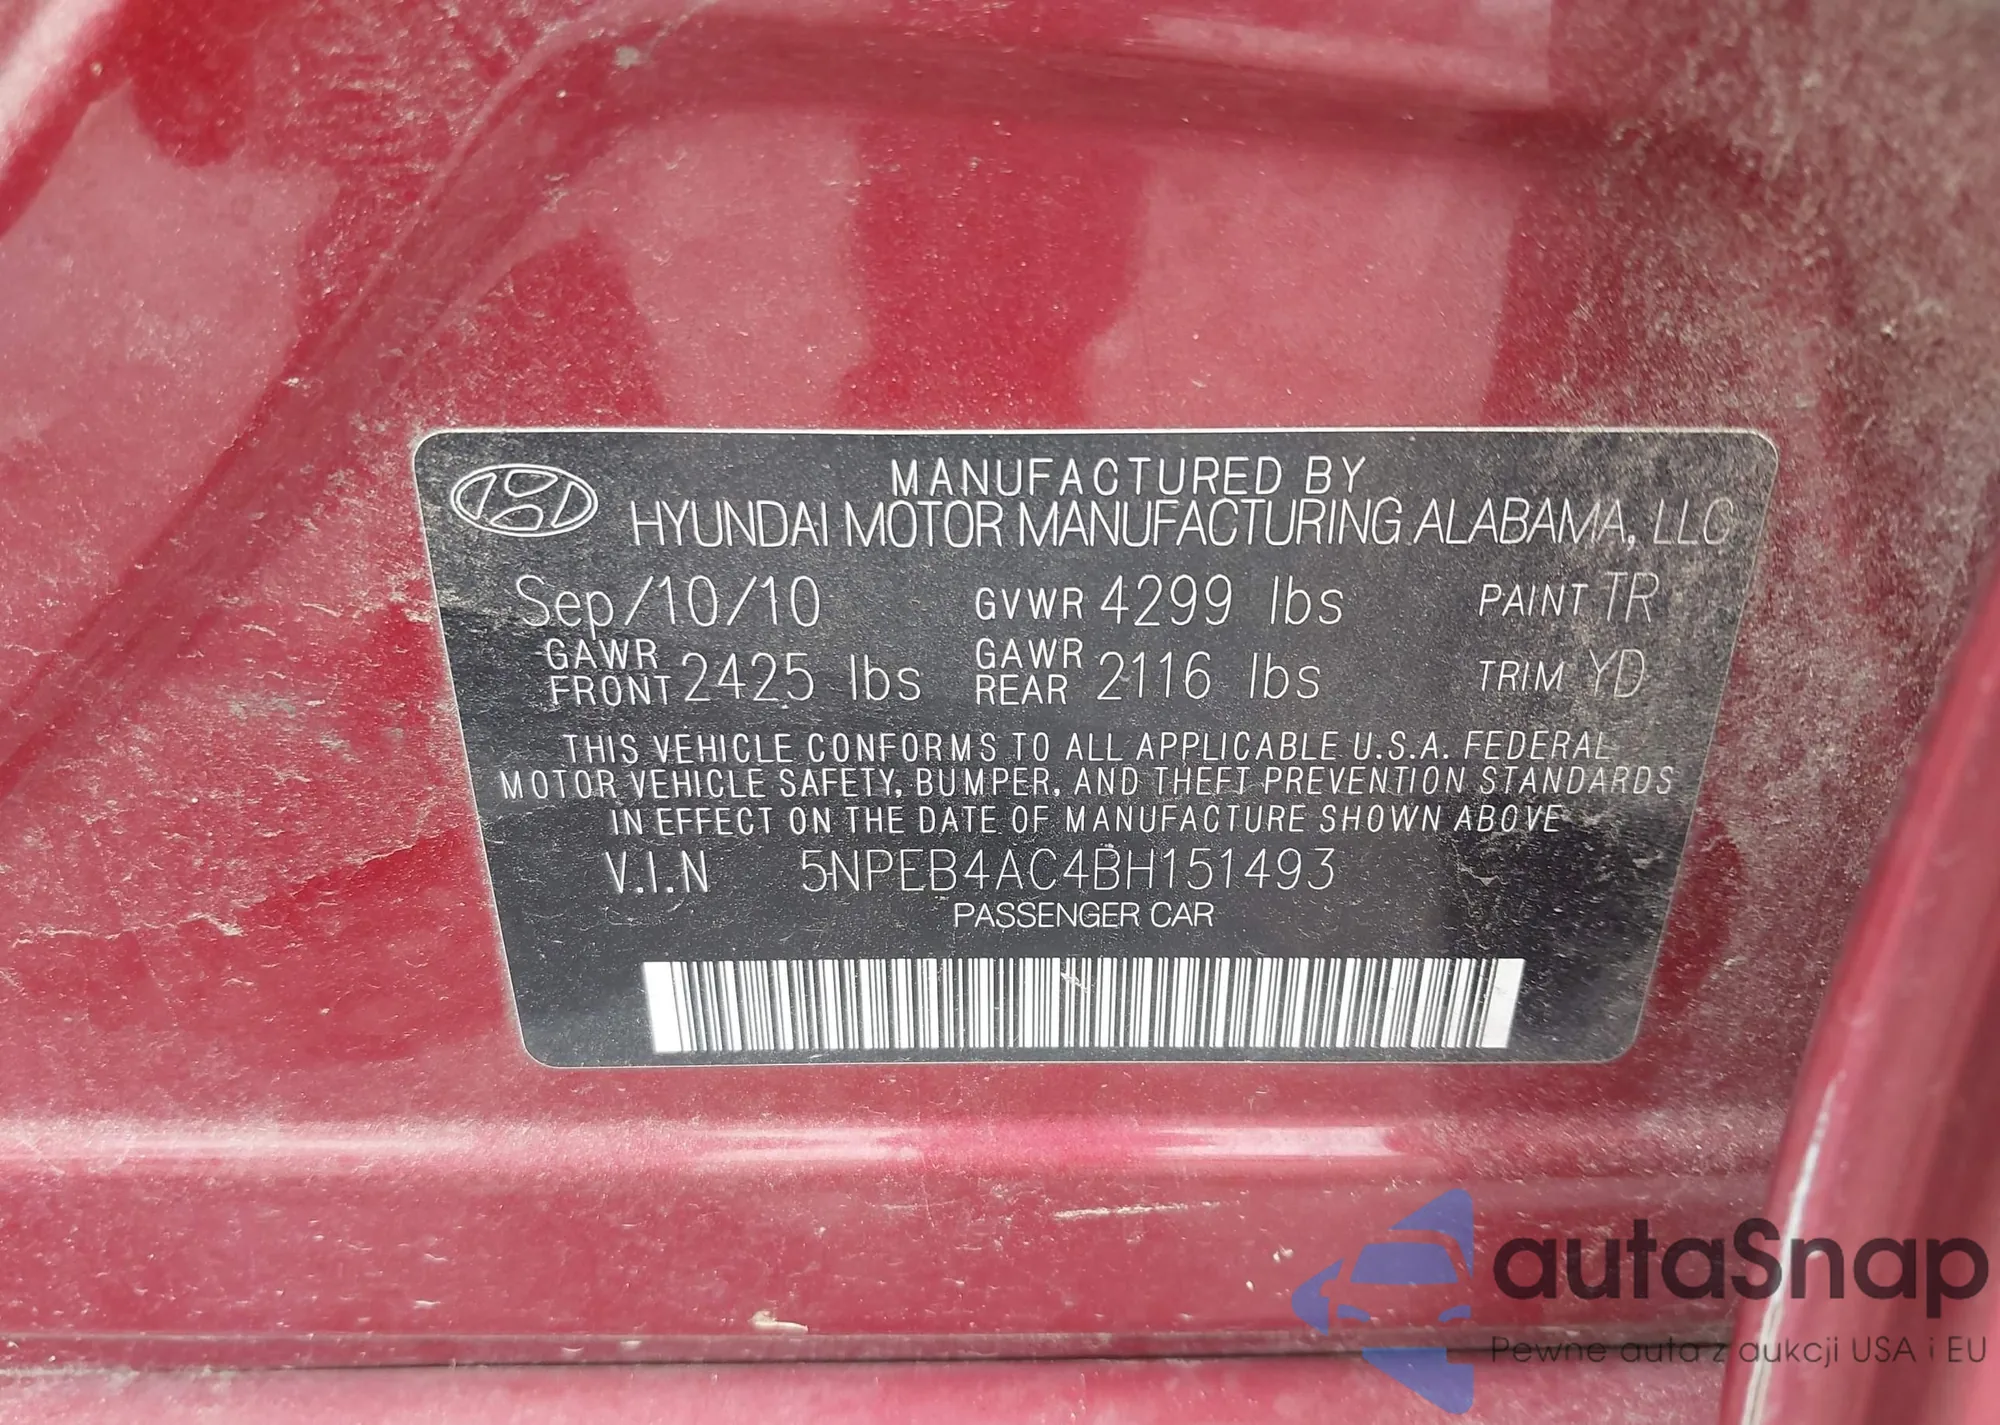 MANUFACTURED BY
HYUNDAI MOTOR MANUFACTURING ALABAMA, LLC
Sep/10/10 GVWR 4299 lbs PAINT TR
GAWR FRONT 2425 lbs GAWR REAR 2116 lbs TRIM YD
THIS VEHICLE CONFORMS TO ALL APPLICABLE U.S.A. FEDERAL
MOTOR VEHICLE SAFETY, BUMPER, AND THEFT PREVENTION STANDARDS
IN EFFECT ON THE DATE OF MANUFACTURE SHOWN ABOVE
V.I.N 5NPEB4AC4BH151493
PASSENGER CAR
autaSnap
Pewne auta z aukcji USA i EU